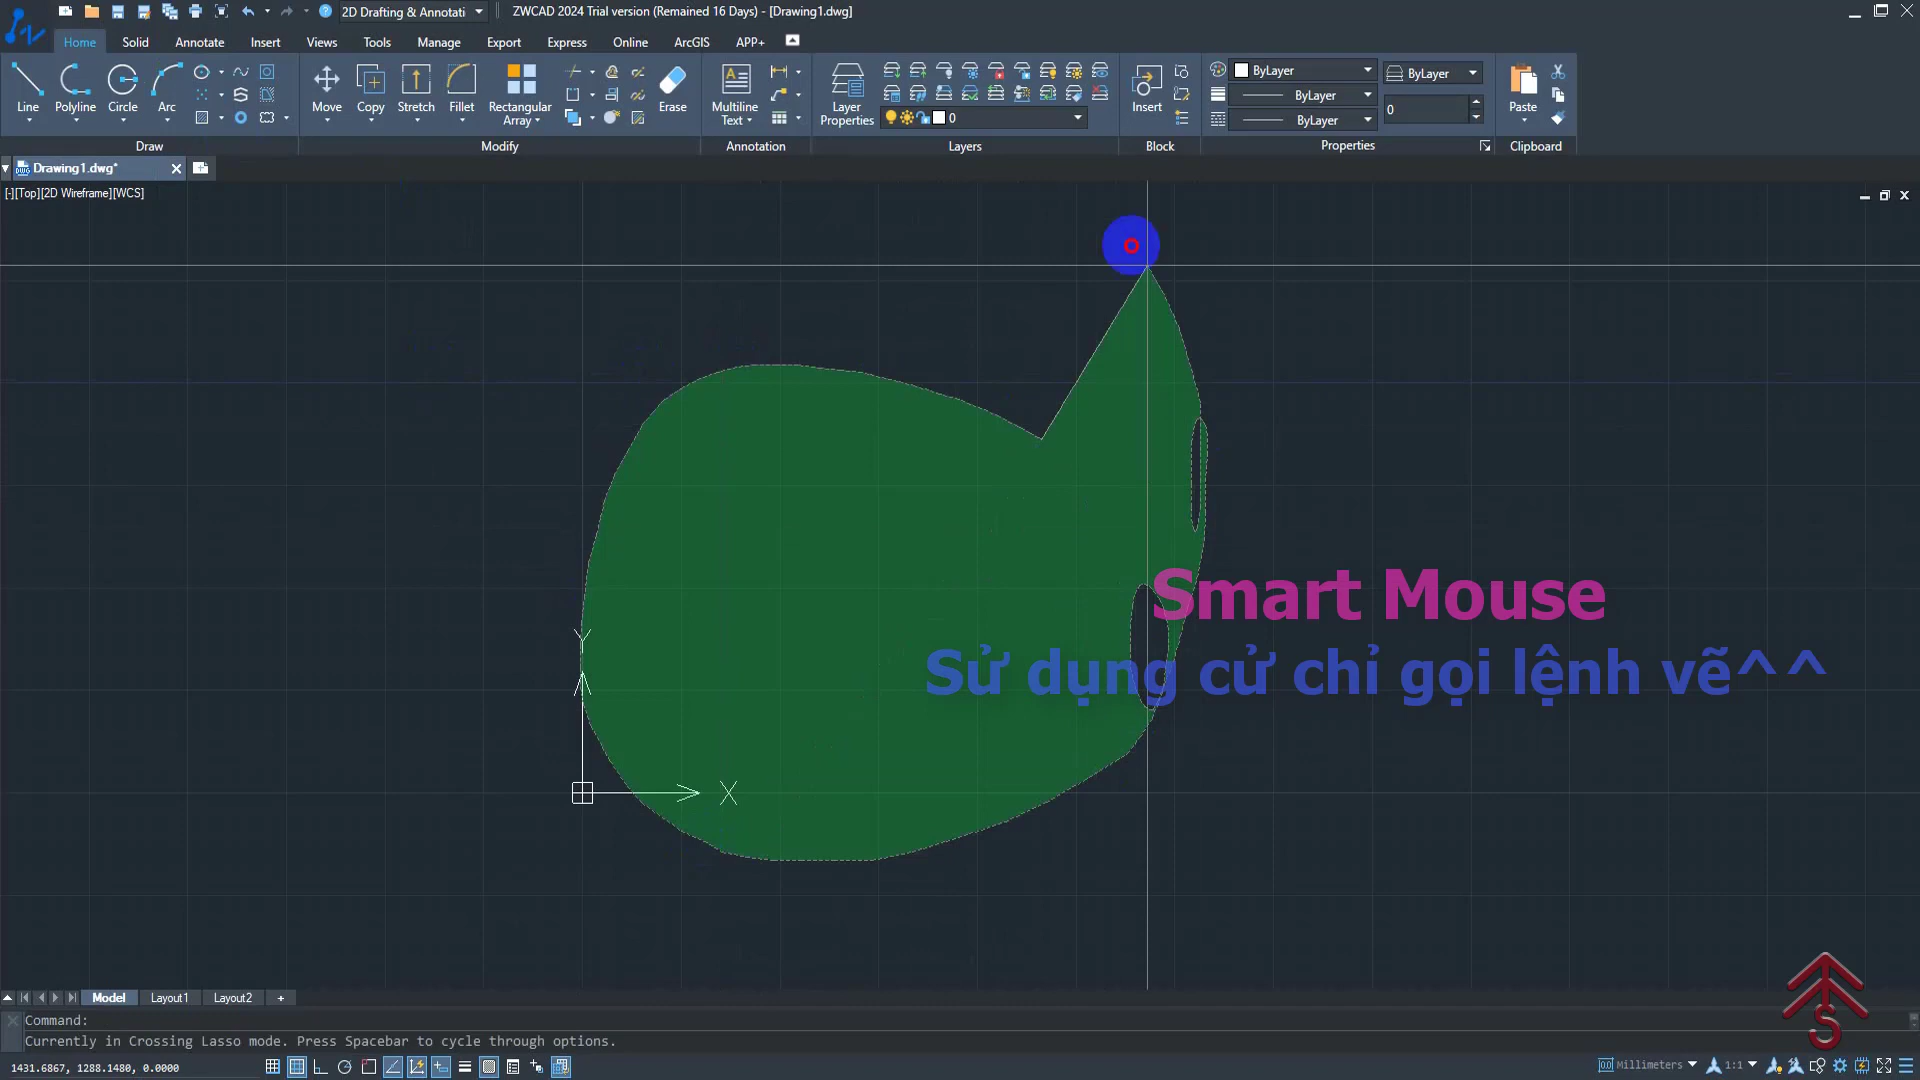 2D Drafting & Annotati
ZWCAD 2024 Trial version (Remained 16 Days) - [Drawing1.dwg]
Home Solid Annotate Insert Views Tools Manage Export Express Online ArcGIS APP+
Line Polyline Circle Arc
Move Copy Stretch Fillet Rectangular Array Erase
Multiline Text
Layer Properties
0
Insert
ByLayer
ByLayer
ByLayer
ByLayer
0
Paste
Draw Modify Annotation Layers Block Properties Clipboard
Drawing1.dwg*
[-][Top][2D Wireframe][WCS]
Smart Mouse
Sử dụng cử chỉ gọi lệnh vẽ^^
Y
X
S
Model Layout1 Layout2 +
Command:
Currently in Crossing Lasso mode. Press Spacebar to cycle through options.
1431.6867, 1288.1480, 0.0000
Millimeters 1:1